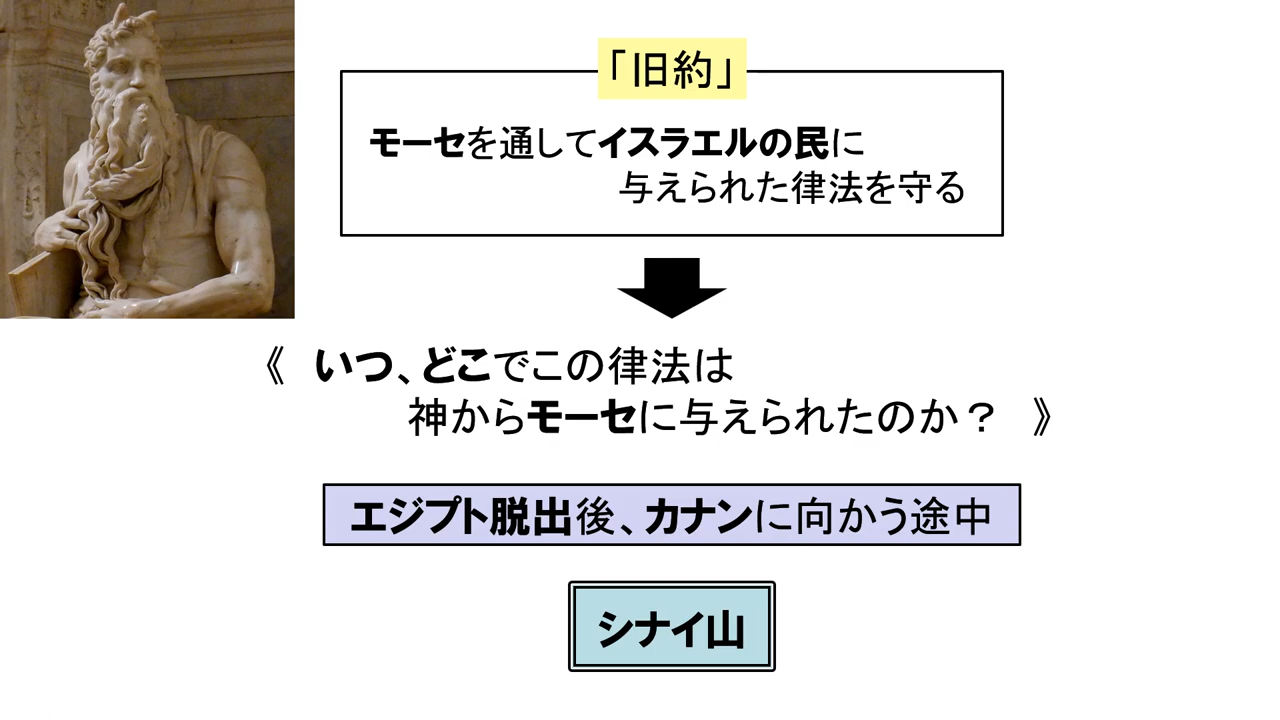 「旧約」
モーセを通してイスラエルの民に
与えられた律法を守る
《　いつ、どこでこの律法は
神からモーセに与えられたのか？　》
エジプト脱出後、カナンに向かう途中
シナイ山